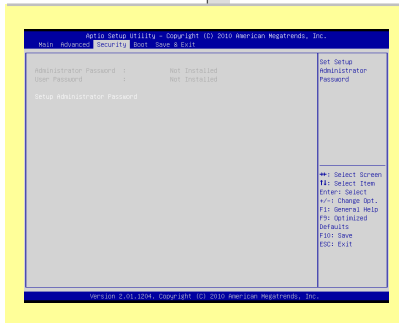 Aptio Setup Utility – Copyright (C) 2010 American Megatrends, Inc.
Main Advanced Security Boot Save & Exit
Administrator Password : Not Installed
User Password : Not Installed
Setup Administrator Password
Set Setup
Administrator
Password
→←: Select Screen
↑↓: Select Item
Enter: Select
+/-: Change Opt.
F1: General Help
F9: Optimized
Defaults
F10: Save
ESC: Exit
Version 2.01.1204. Copyright (C) 2010 American Megatrends, Inc.